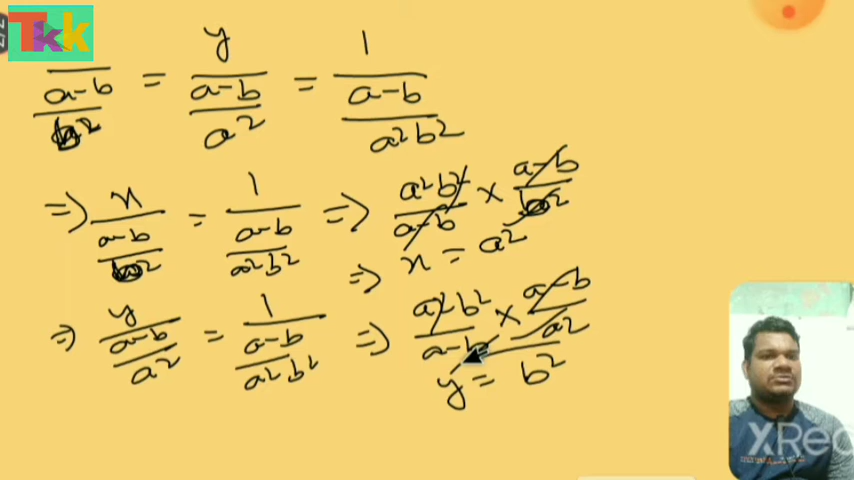 Tkk
y 1
a-b = a-b = a-b
b² a² a²b²
⇒ x = 1 ⇒ a²b² × a-b
a-b a-b a-b b²
b² a²b² ⇒ x = a²
⇒ y = 1 ⇒ a²b² × a-b
a-b a-b a-b a²
a² a²b² y = b²
XRec